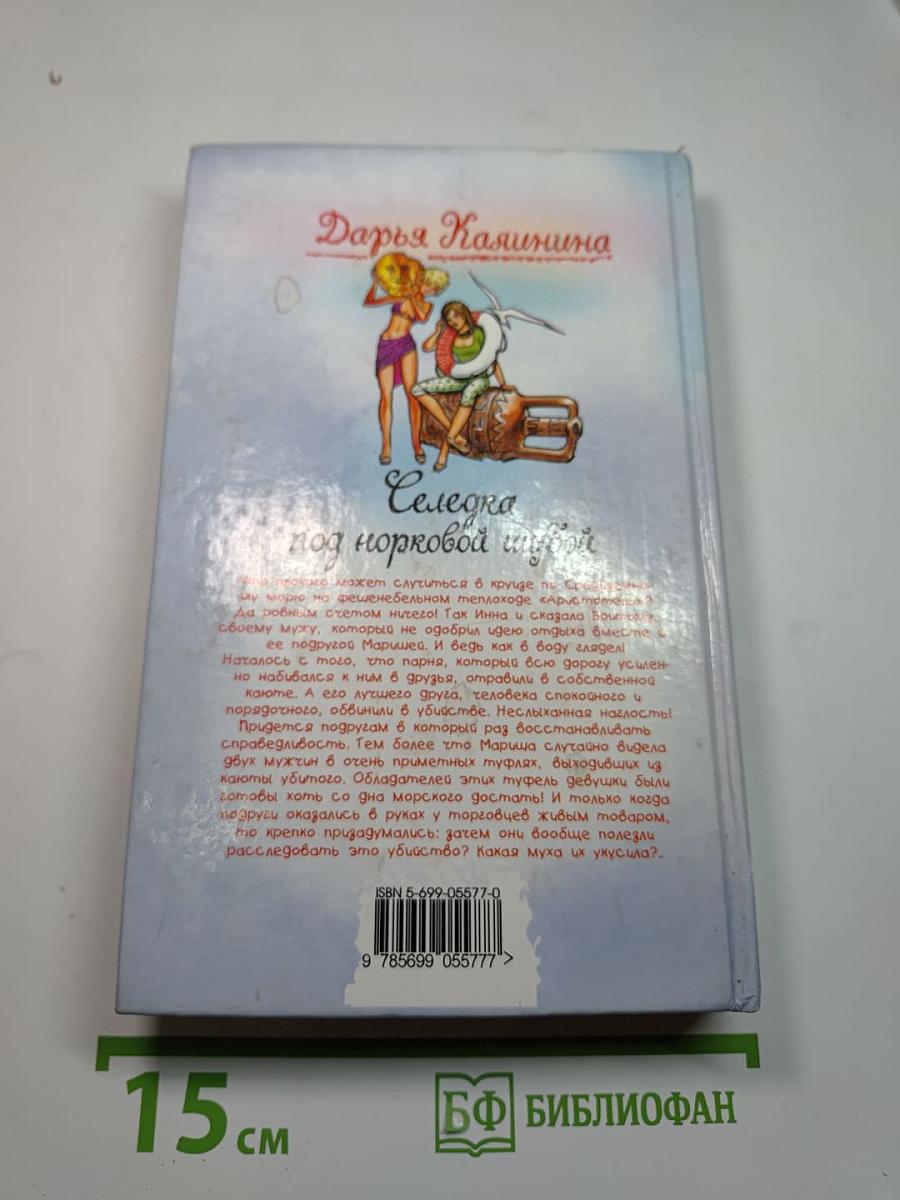 Дарья Калинина
Селедка
под норковой шубой
Что плохого может случиться в круизе по Средиземно-
му морю на фешенебельном теплоходе «Аристотель»?
Да ровным счетом ничего! Так Инна и сказала Бритому,
своему мужу, который не одобрил идею отдыха вместе с
ее подругой Маришей. И ведь как в воду глядел!
Началось с того, что парня, который всю дорогу усилен-
но набивался к ним в друзья, отравили в собственной
каюте. А его лучшего друга, человека спокойного и
порядочного, обвинили в убийстве. Неслыханная наглость!
Придется подругам в который раз восстанавливать
справедливость. Тем более что Мариша случайно видела
двух мужчин в очень приметных туфлях, выходивших из
каюты убитого. Обладателей этих туфель девушки были
готовы хоть со дна морского достать! И только когда
подруги оказались в руках у торговцев живым товаром,
то крепко призадумались: зачем они вообще полезли
расследовать это убийство? Какая муха их укусила?..
ISBN 5-699-05577-0
9 785699 055777 >
15 см
БФ БИБЛИОФАН